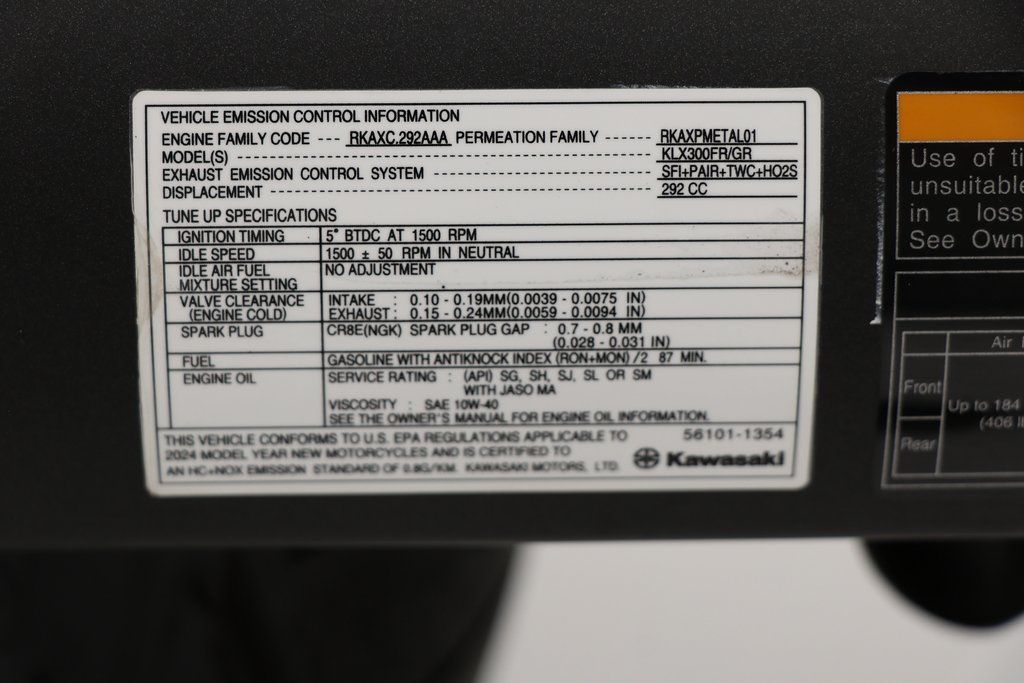 VEHICLE EMISSION CONTROL INFORMATION
ENGINE FAMILY CODE --- RKAXC.292AAA PERMEATION FAMILY ------ RKAXPMETAL01
MODEL(S) ------------------------------ KLX300FR/GR
EXHAUST EMISSION CONTROL SYSTEM ------------------------------ SFI+PAIR+TWC+HO2S
DISPLACEMENT ------------------------------ 292 CC
TUNE UP SPECIFICATIONS
IGNITION TIMING 5° BTDC AT 1500 RPM
IDLE SPEED 1500 ± 50 RPM IN NEUTRAL
IDLE AIR FUEL NO ADJUSTMENT
MIXTURE SETTING
VALVE CLEARANCE INTAKE : 0.10 - 0.19MM(0.0039 - 0.0075 IN)
(ENGINE COLD) EXHAUST : 0.15 - 0.24MM(0.0059 - 0.0094 IN)
SPARK PLUG CR8E(NGK) SPARK PLUG GAP : 0.7 - 0.8 MM
(0.028 - 0.031 IN)
FUEL GASOLINE WITH ANTIKNOCK INDEX (RON+MON) /2 87 MIN.
ENGINE OIL SERVICE RATING : (API) SG, SH, SJ, SL OR SM
WITH JASO MA
VISCOSITY : SAE 10W-40
SEE THE OWNER'S MANUAL FOR ENGINE OIL INFORMATION.
THIS VEHICLE CONFORMS TO U.S. EPA REGULATIONS APPLICABLE TO 56101-1354
2024 MODEL YEAR NEW MOTORCYCLES AND IS CERTIFIED TO
AN HC+NOX EMISSION STANDARD OF 0.8G/KM. KAWASAKI MOTORS, LTD. Kawasaki
Use of
unsuitable
in a loss
See
Air
Front
Up to 184
(406
Rear